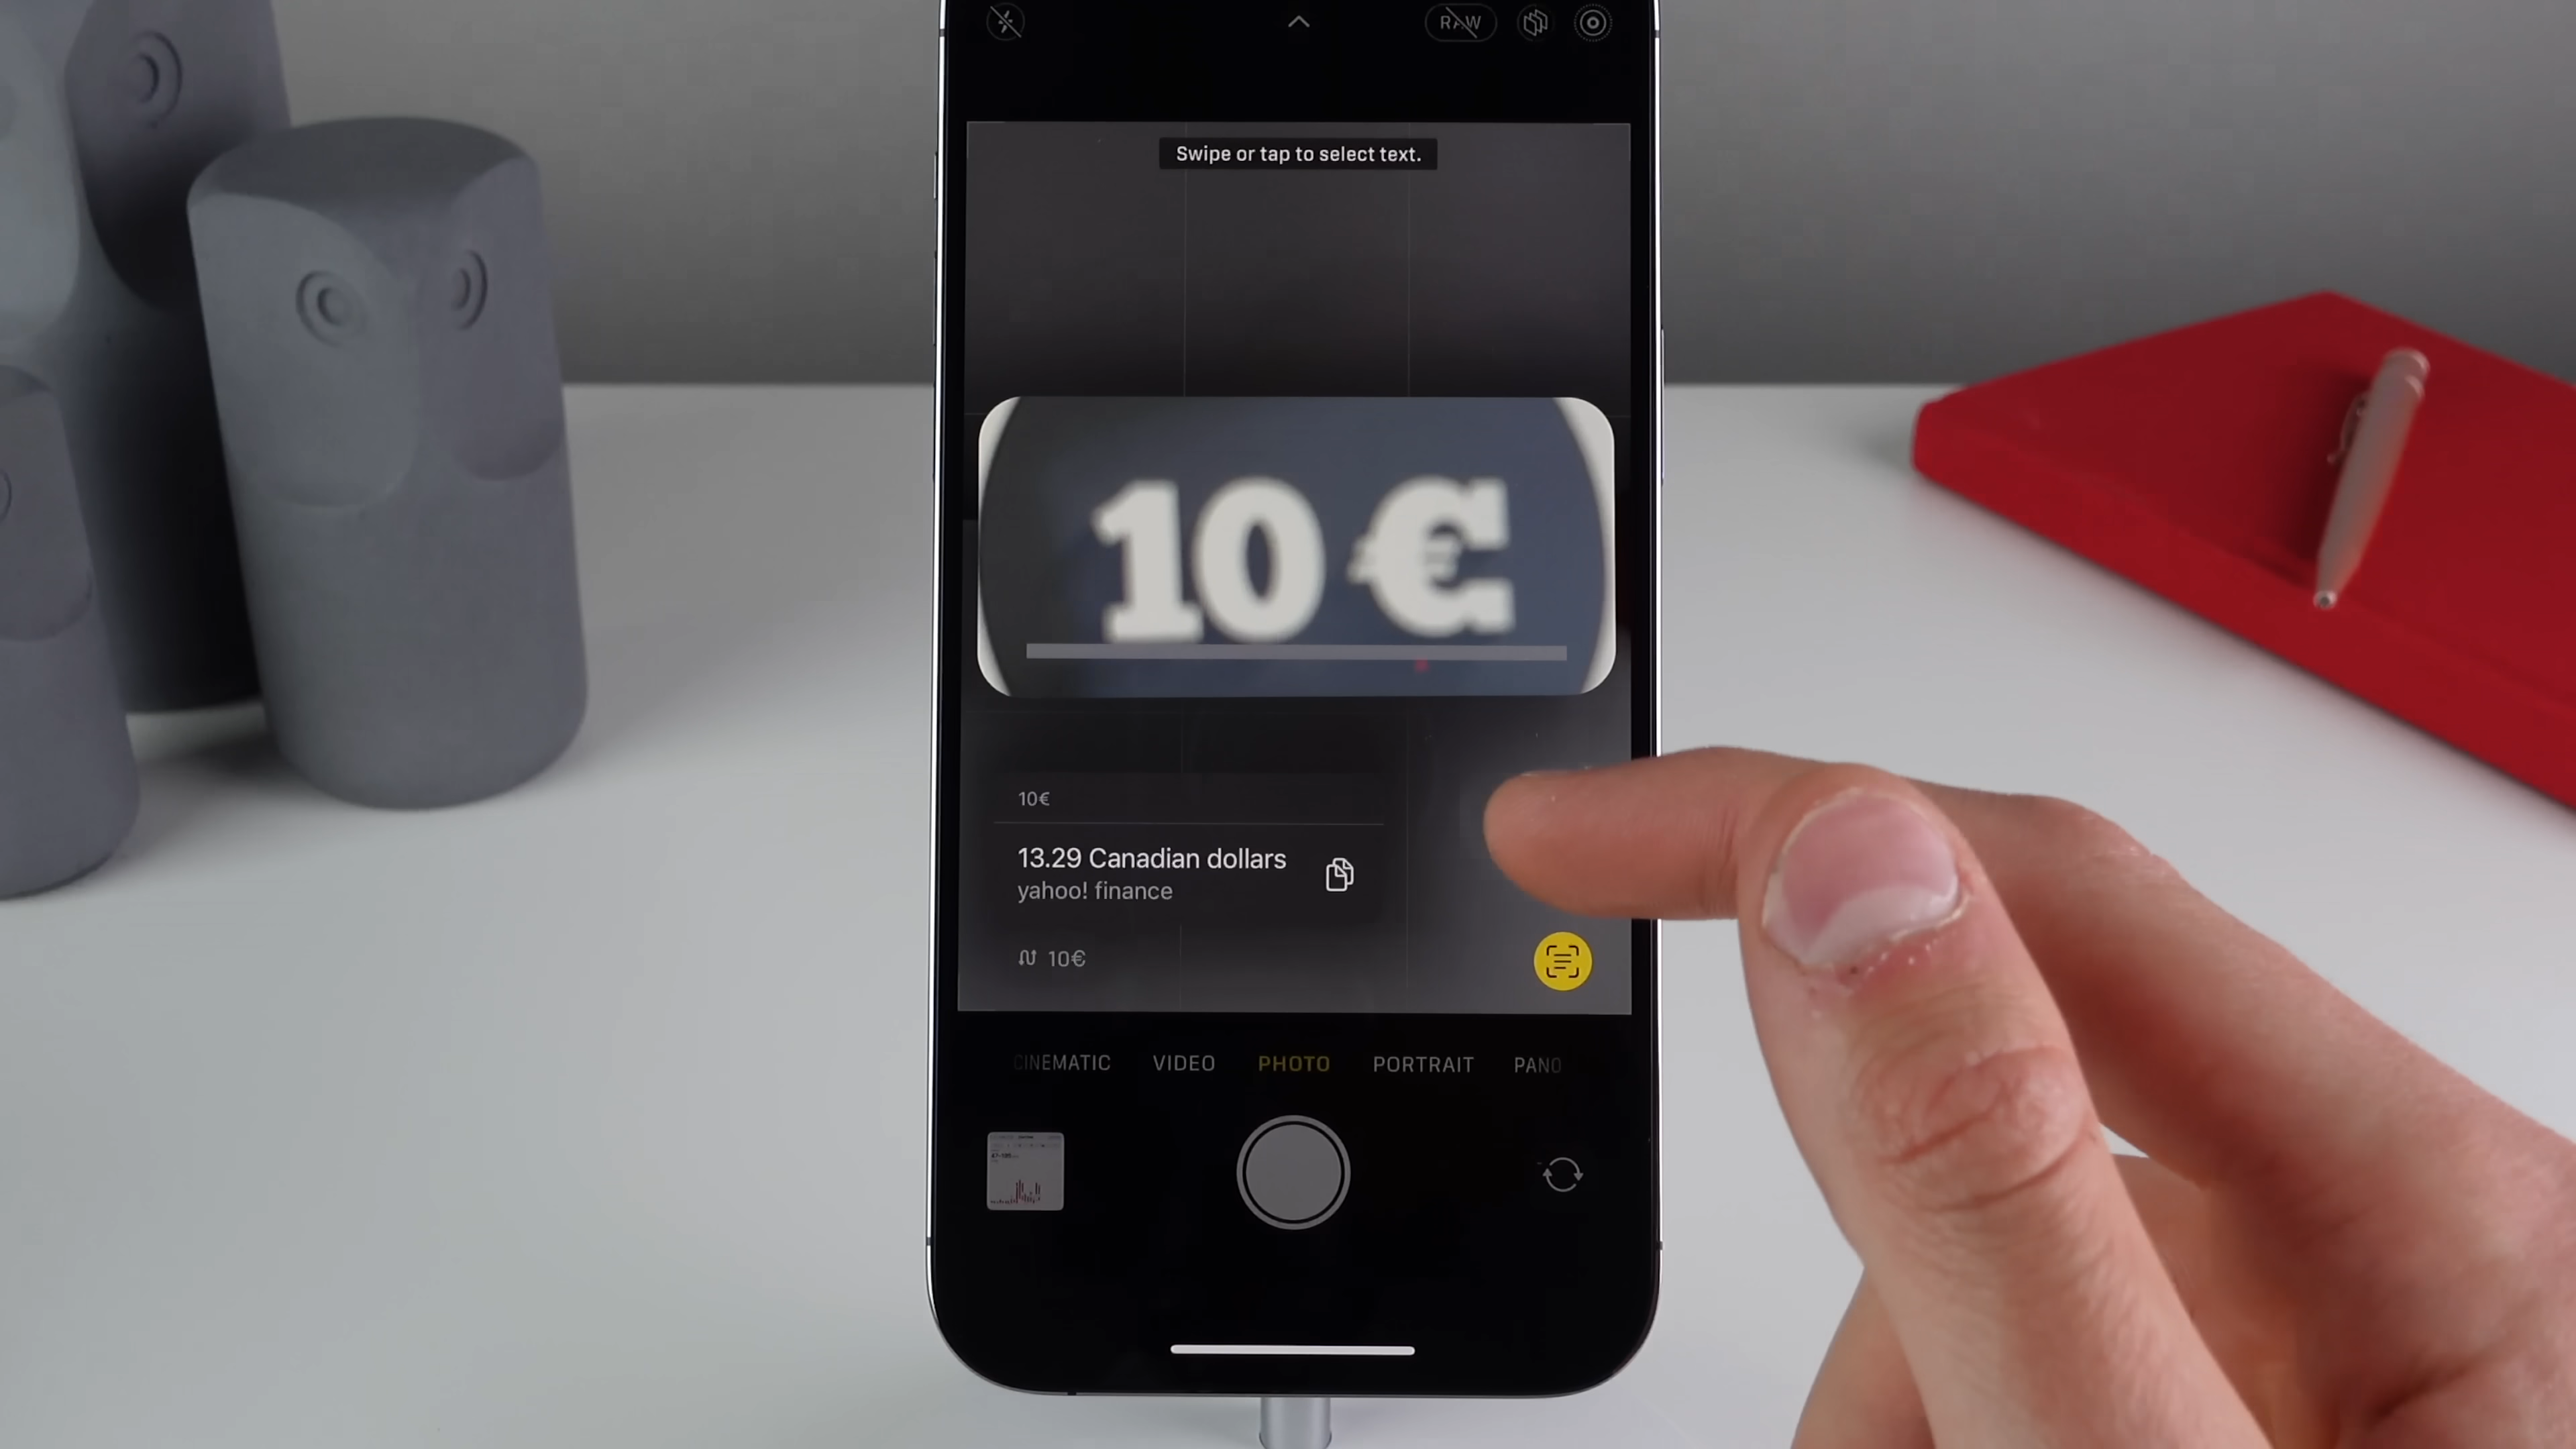 RAW
Swipe or tap to select text.
10 €
10€
13.29 Canadian dollars
yahoo! finance
10€
CINEMATIC VIDEO PHOTO PORTRAIT PANO